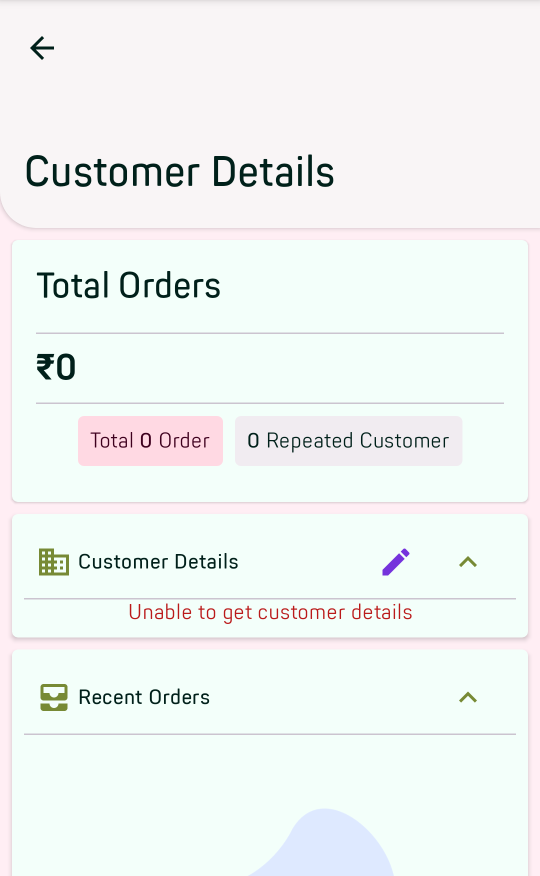 Customer Details
Total Orders
₹0
Total 0 Order
0 Repeated Customer
Customer Details
Unable to get customer details
Recent Orders